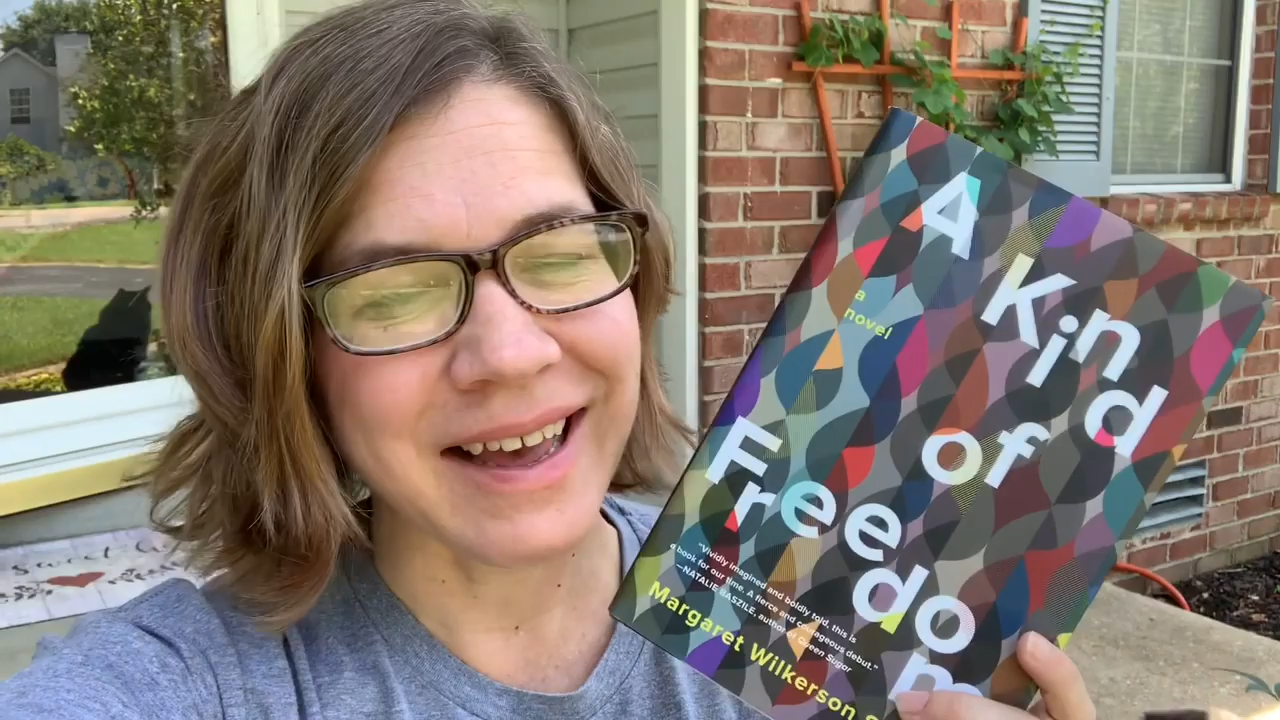 A
Kind
of
Freedom
a
novel
"Vividly imagined and boldly told, this is
a book for our time. A fierce and courageous debut."
—NATALIE BASZILE, author of Queen Sugar
Margaret Wilkerson S